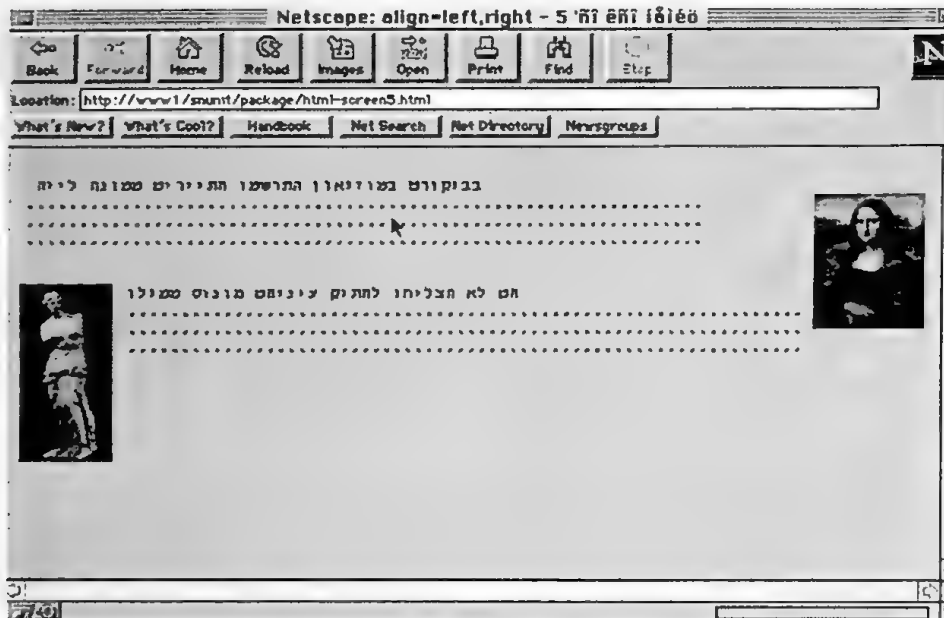 Netscape: align=left,right - 5
Back Forward Home Reload Images Open Print Find Stop
Location: http://www1/snunit/package/html-screen5.html
What's New? What's Cool? Handbook Net Search Net Directory Newsgroups
בביקורם במוזיאון התרשמו התיירים ממונה ליזה
הם לא הצליחו להתיק עיניהם מונוס ממילו